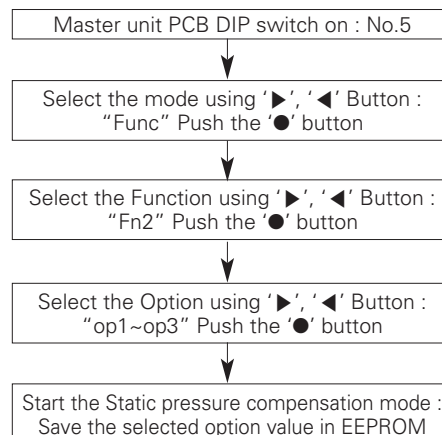 Master unit PCB DIP switch on : No.5
Select the mode using ‘▶’, ‘◀’ Button :
“Func” Push the ‘●’ button
Select the Function using ‘▶’, ‘◀’ Button :
“Fn2” Push the ‘●’ button
Select the Option using ‘▶’, ‘◀’ Button :
“op1~op3” Push the ‘●’ button
Start the Static pressure compensation mode :
Save the selected option value in EEPROM